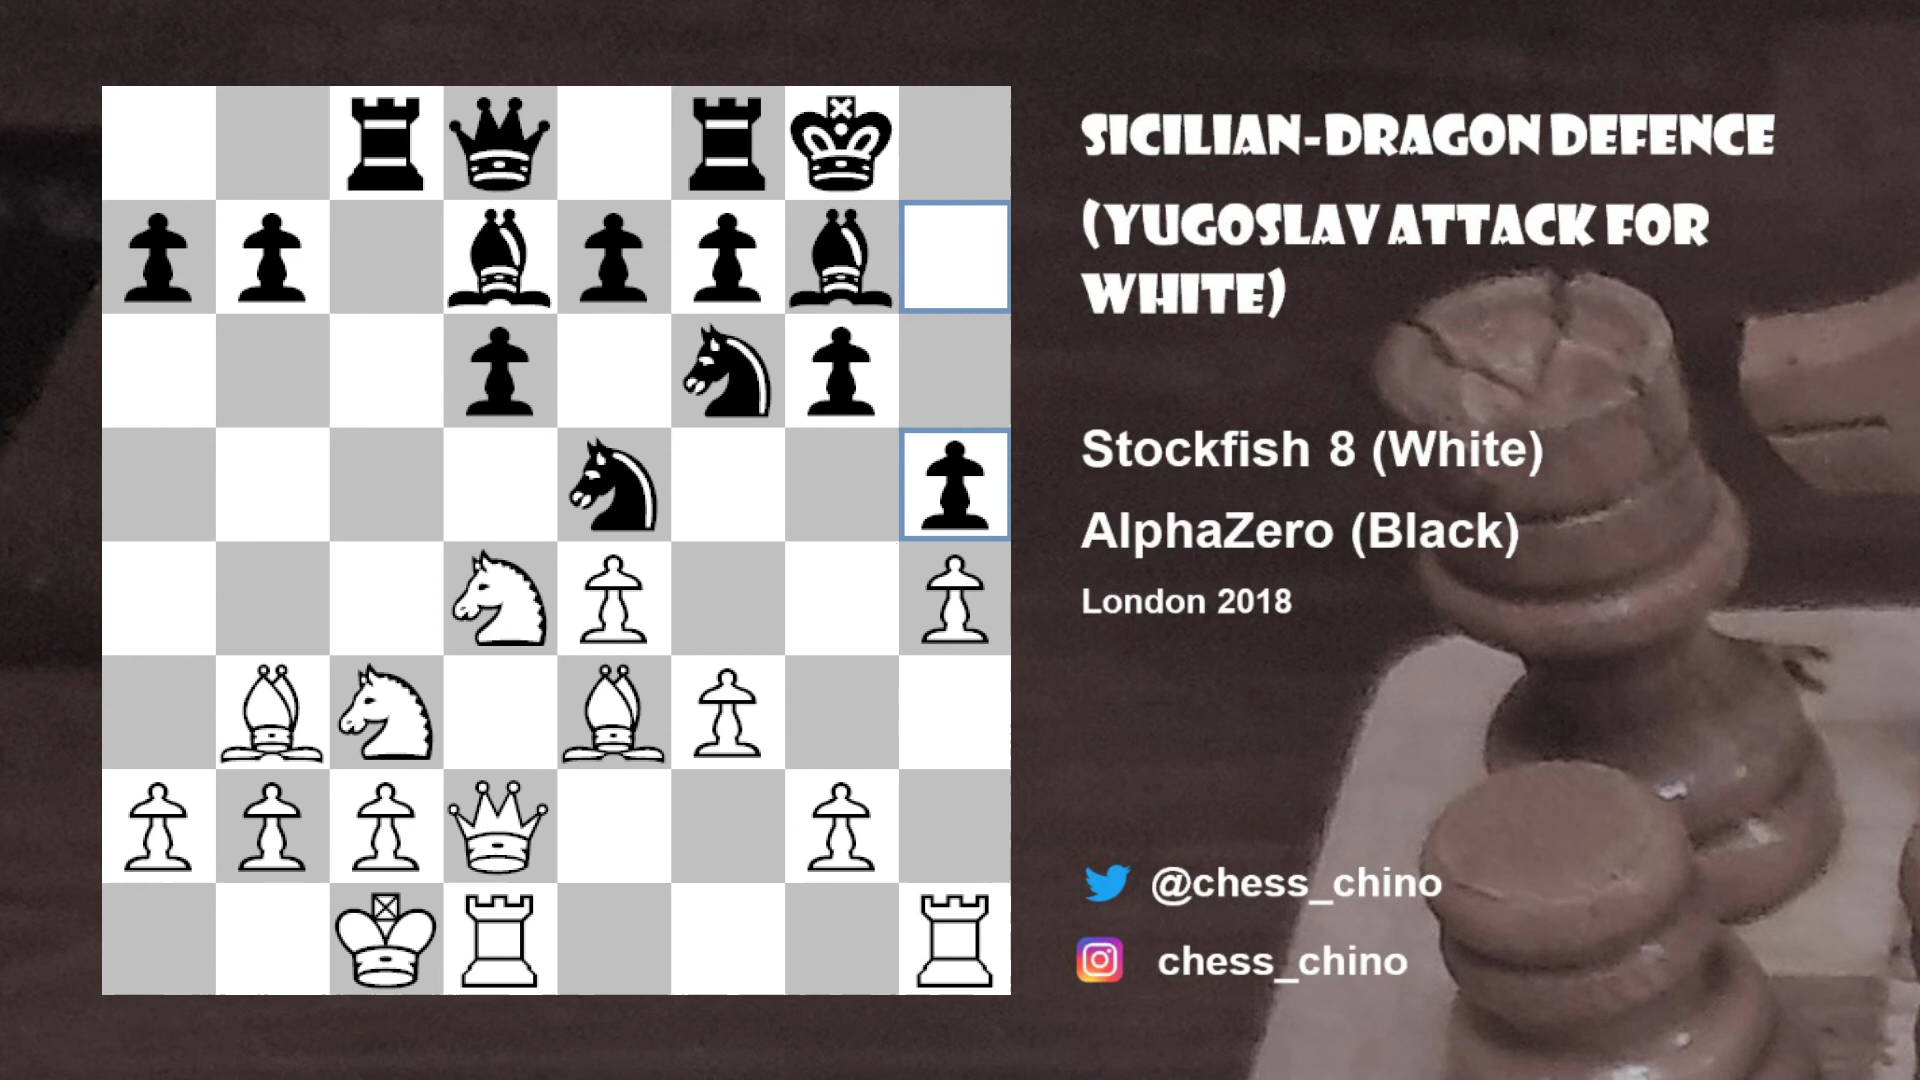 SICILIAN-DRAGON DEFENCE
(YUGOSLAV ATTACK FOR
WHITE)
Stockfish 8 (White)
AlphaZero (Black)
London 2018
@chess_chino
chess_chino